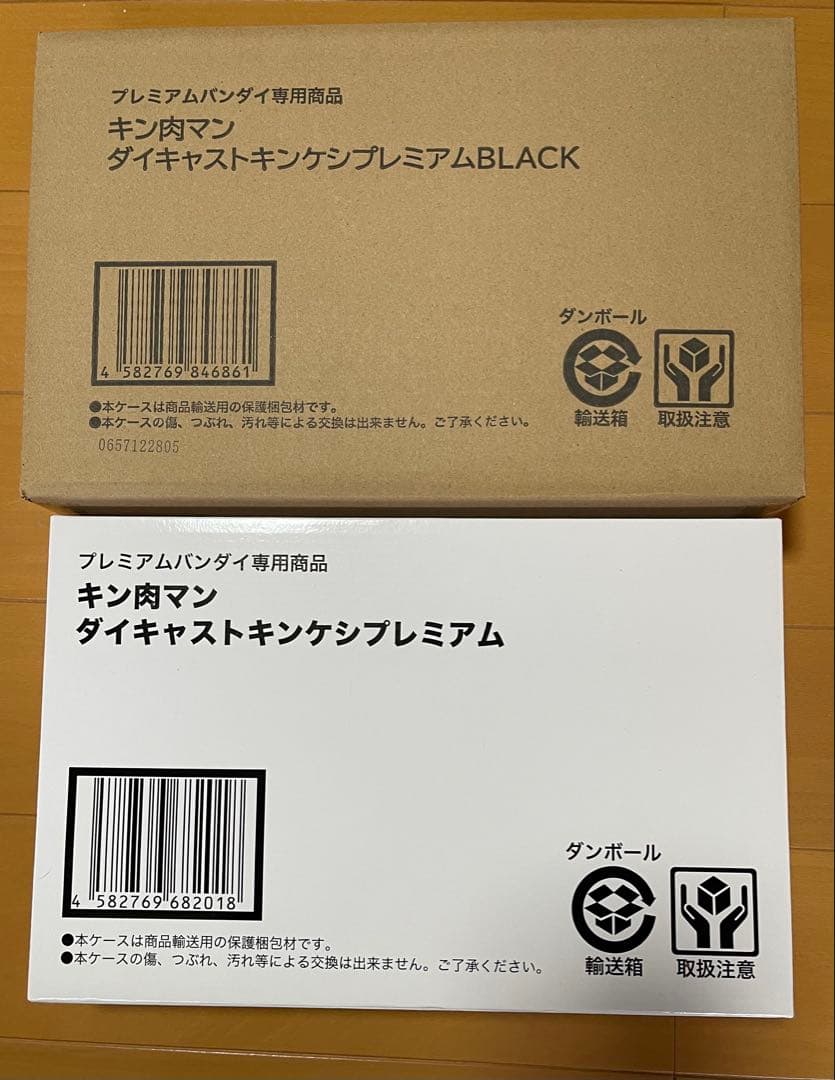 プレミアムバンダイ専用商品
キン肉マン
ダイキャストキンケシプレミアムBLACK
4 582769 846861
ダンボール
輸送箱
取扱注意
●本ケースは商品輸送用の保護梱包材です。
●本ケースの傷、つぶれ、汚れ等による交換は出来ません。ご了承ください。
0657122805
プレミアムバンダイ専用商品
キン肉マン
ダイキャストキンケシプレミアム
4 582769 682018
ダンボール
輸送箱
取扱注意
●本ケースは商品輸送用の保護梱包材です。
●本ケースの傷、つぶれ、汚れ等による交換は出来ません。ご了承ください。